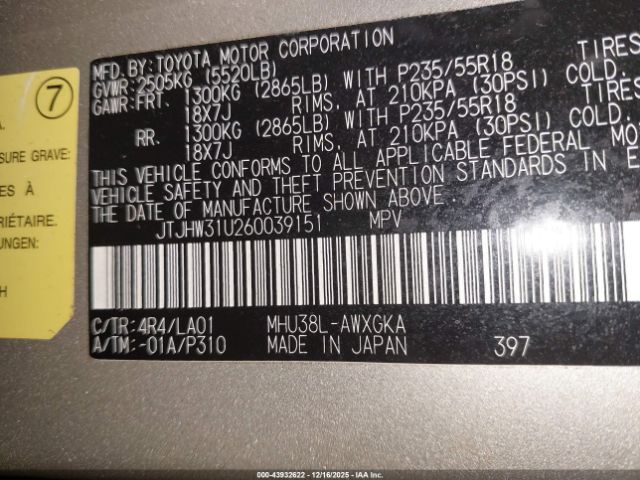 7
A.
SURE GRAVE:
ES À
RIÉTAIRE.
UNGEN:
H
MFD. BY: TOYOTA MOTOR CORPORATION
GVWR: 2505KG (5520LB)
GAWR: FRT. 1300KG (2865LB) WITH P235/55R18 TIRES
18X7J RIMS, AT 210KPA (30PSI) COLD.
RR. 1300KG (2865LB) WITH P235/55R18 TIRES
18X7J RIMS, AT 210KPA (30PSI) COLD.
THIS VEHICLE CONFORMS TO ALL APPLICABLE FEDERAL MO
VEHICLE SAFETY AND THEFT PREVENTION STANDARDS IN E
THE DATE OF MANUFACTURE SHOWN ABOVE
JTJHW31U260039151 MPV
C/TR: 4R4/LA01 MHU38L-AWXGKA
A/TM: -01A/P310 MADE IN JAPAN 397
000-43932622 | 12/16/2025 | IAAI, Inc.